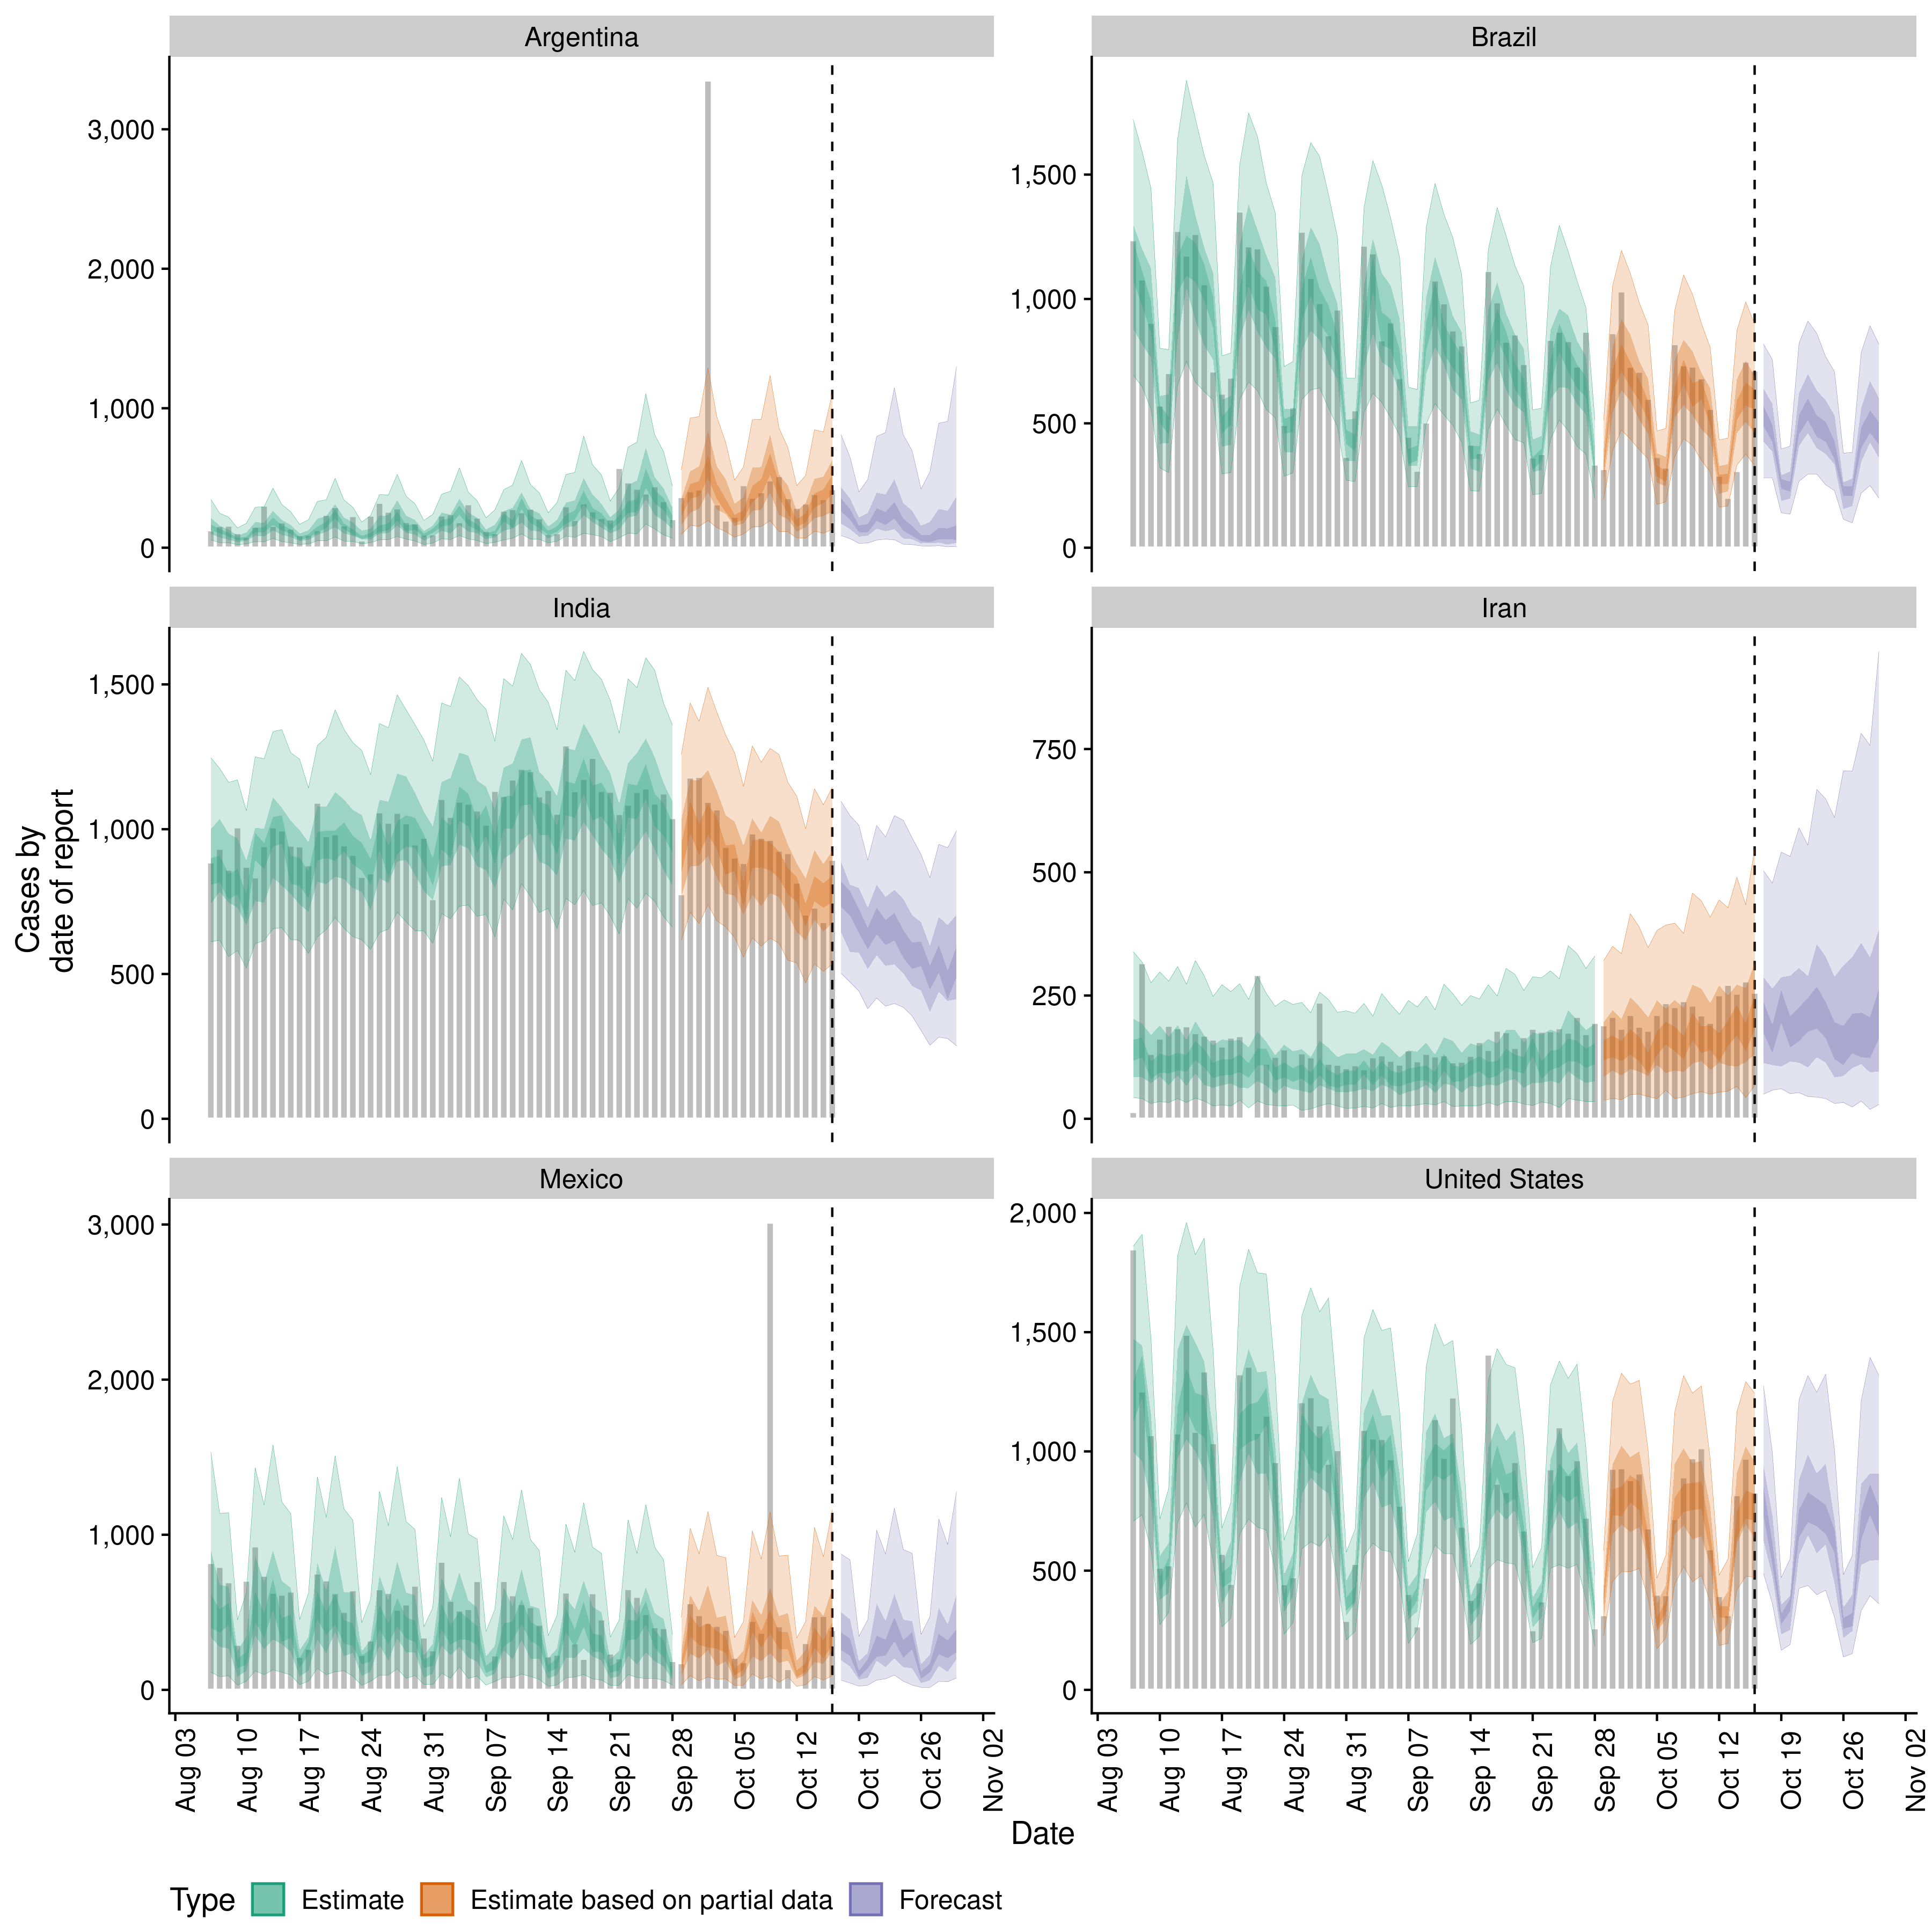 Argentina
Brazil
3,000
2,000
1,000
0
1,500
1,000
500
0
India
Iran
1,500
1,000
500
0
750
500
250
0
Mexico
United States
3,000
2,000
1,000
0
2,000
1,500
1,000
500
0
Cases by
date of report
Aug 03
Aug 10
Aug 17
Aug 24
Aug 31
Sep 07
Sep 14
Sep 21
Sep 28
Oct 05
Oct 12
Oct 19
Oct 26
Nov 02
Aug 03
Aug 10
Aug 17
Aug 24
Aug 31
Sep 07
Sep 14
Sep 21
Sep 28
Oct 05
Oct 12
Oct 19
Oct 26
Nov 02
Date
Type Estimate Estimate based on partial data Forecast